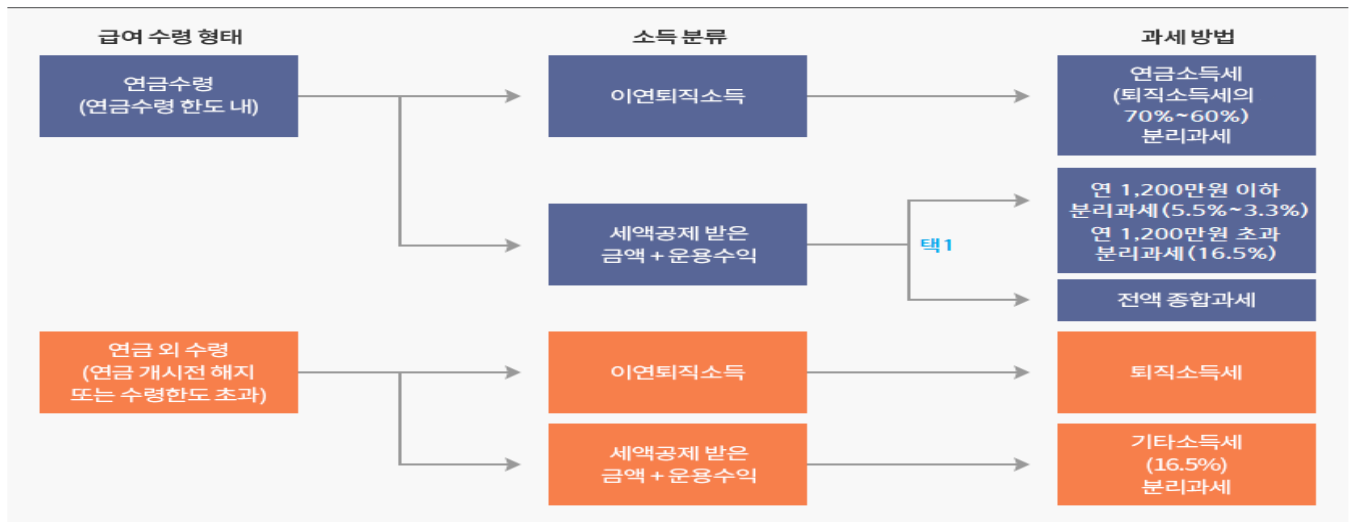 급여 수령 형태
소득 분류
과세 방법
연금수령
(연금수령 한도 내)
이연퇴직소득
연금소득세
(퇴직소득세의
70%~60%)
분리과세
세액공제 받은
금액 + 운용수익
택1
연 1,200만원 이하
분리과세(5.5%~3.3%)
연 1,200만원 초과
분리과세(16.5%)
전액 종합과세
연금 외 수령
(연금 개시전 해지
또는 수령한도 초과)
이연퇴직소득
퇴직소득세
세액공제 받은
금액 + 운용수익
기타소득세
(16.5%)
분리과세